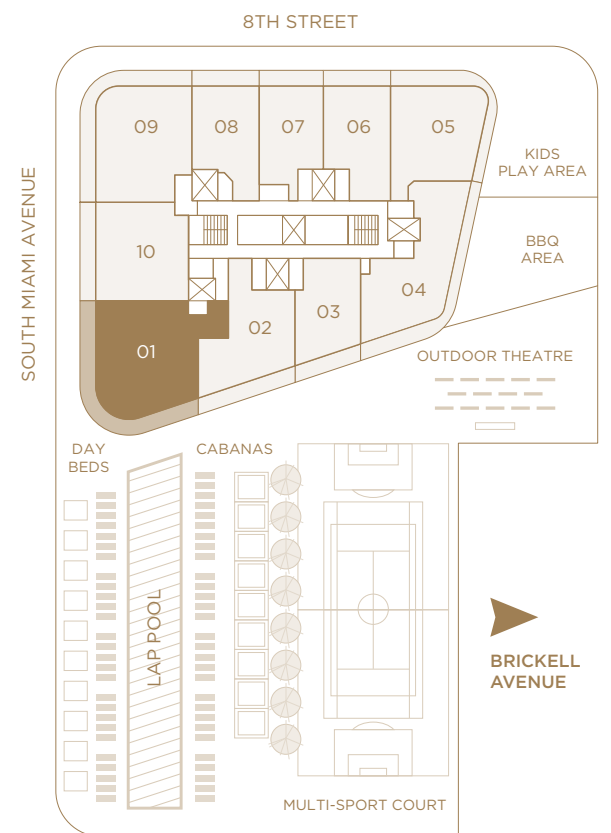 8TH STREET
SOUTH MIAMI AVENUE
09
08
07
06
05
KIDS
PLAY AREA
BBQ
AREA
10
04
03
02
01
OUTDOOR THEATRE
DAY
BEDS
CABANAS
LAP POOL
BRICKELL
AVENUE
MULTI-SPORT COURT